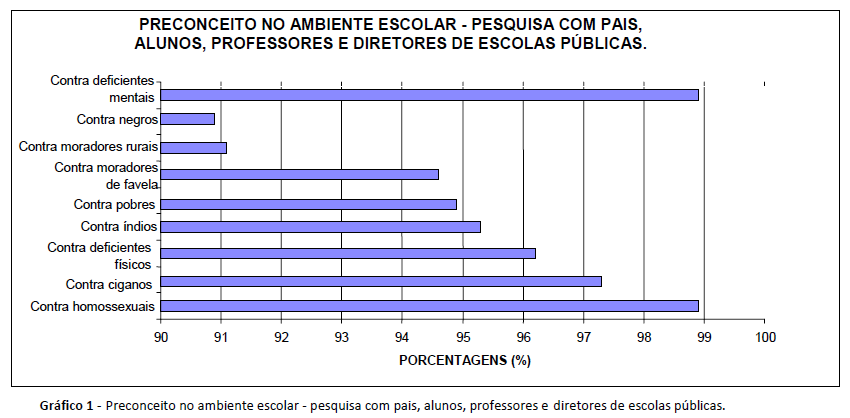 PRECONCEITO NO AMBIENTE ESCOLAR - PESQUISA COM PAIS,
ALUNOS, PROFESSORES E DIRETORES DE ESCOLAS PÚBLICAS.
Contra deficientes
mentais
Contra negros
Contra moradores rurais
Contra moradores
de favela
Contra pobres
Contra índios
Contra deficientes
físicos
Contra ciganos
Contra homossexuais
90 91 92 93 94 95 96 97 98 99 100
PORCENTAGENS (%)
Gráfico 1 - Preconceito no ambiente escolar - pesquisa com pais, alunos, professores e diretores de escolas públicas.